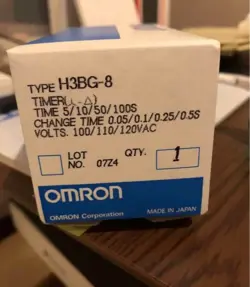 TYPE H3BG-8
TIMER(人-△)
TIME 5/10/50/100S
CHANGE TIME 0.05/0.1/0.25/0.5S
VOLTS. 100/110/120VAC
LOT NO. 07Z4 QTY. 1
OMRON
OMRON Corporation MADE IN JAPAN